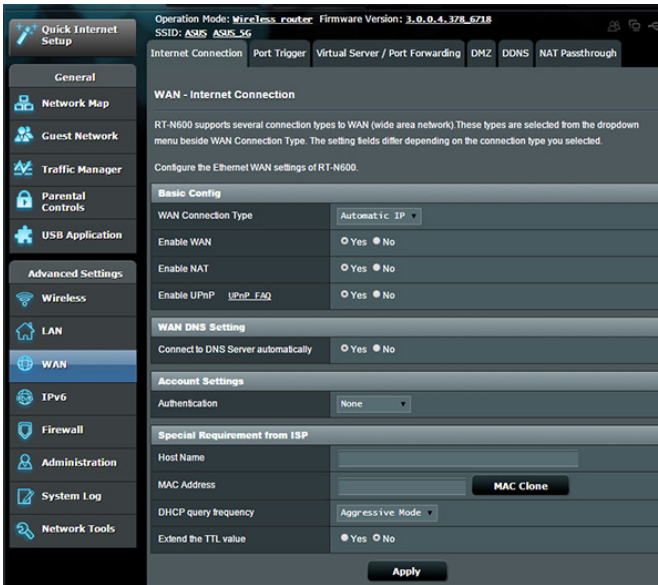 Operation Mode: Wireless router Firmware Version: 3.0.0.4.378_6718
SSID: ASUS ASUS_5G
Quick Internet
Setup
Internet Connection Port Trigger Virtual Server / Port Forwarding DMZ DDNS NAT Passthrough
General
Network Map
Guest Network
Traffic Manager
Parental
Controls
USB Application
Advanced Settings
Wireless
LAN
WAN
IPv6
Firewall
Administration
System Log
Network Tools
WAN - Internet Connection
RT-N600 supports several connection types to WAN (wide area network).These types are selected from the dropdown
menu beside WAN Connection Type. The setting fields differ depending on the connection type you selected.
Configure the Ethernet WAN settings of RT-N600.
Basic Config
WAN Connection Type Automatic IP
Enable WAN Yes No
Enable NAT Yes No
Enable UPnP UPnP FAQ Yes No
WAN DNS Setting
Connect to DNS Server automatically Yes No
Account Settings
Authentication None
Special Requirement from ISP
Host Name
MAC Address MAC Clone
DHCP query frequency Aggressive Mode
Extend the TTL value Yes No
Apply